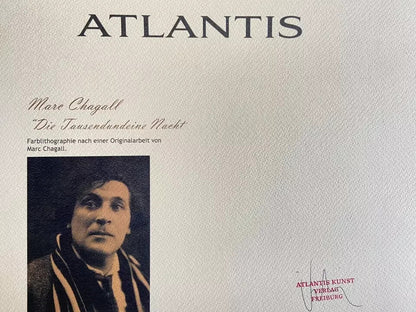 ATLANTIS
Marc Chagall
"Die Tausendundeine Nacht
Farblithographie nach einer Originalarbeit von
Marc Chagall.
ATLANTIS KUNST
VERLAG
FREIBURG